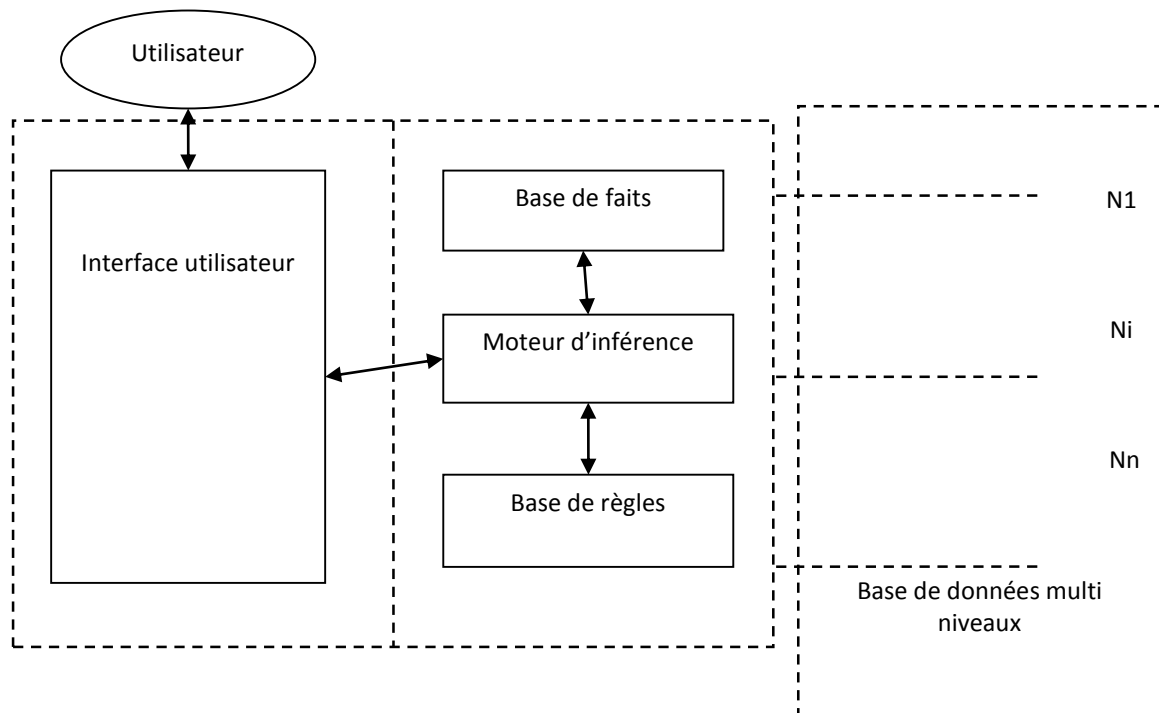 Utilisateur
Interface utilisateur
Base de faits
Moteur d’inférence
Base de règles
N1
Ni
Nn
Base de données multi
niveaux